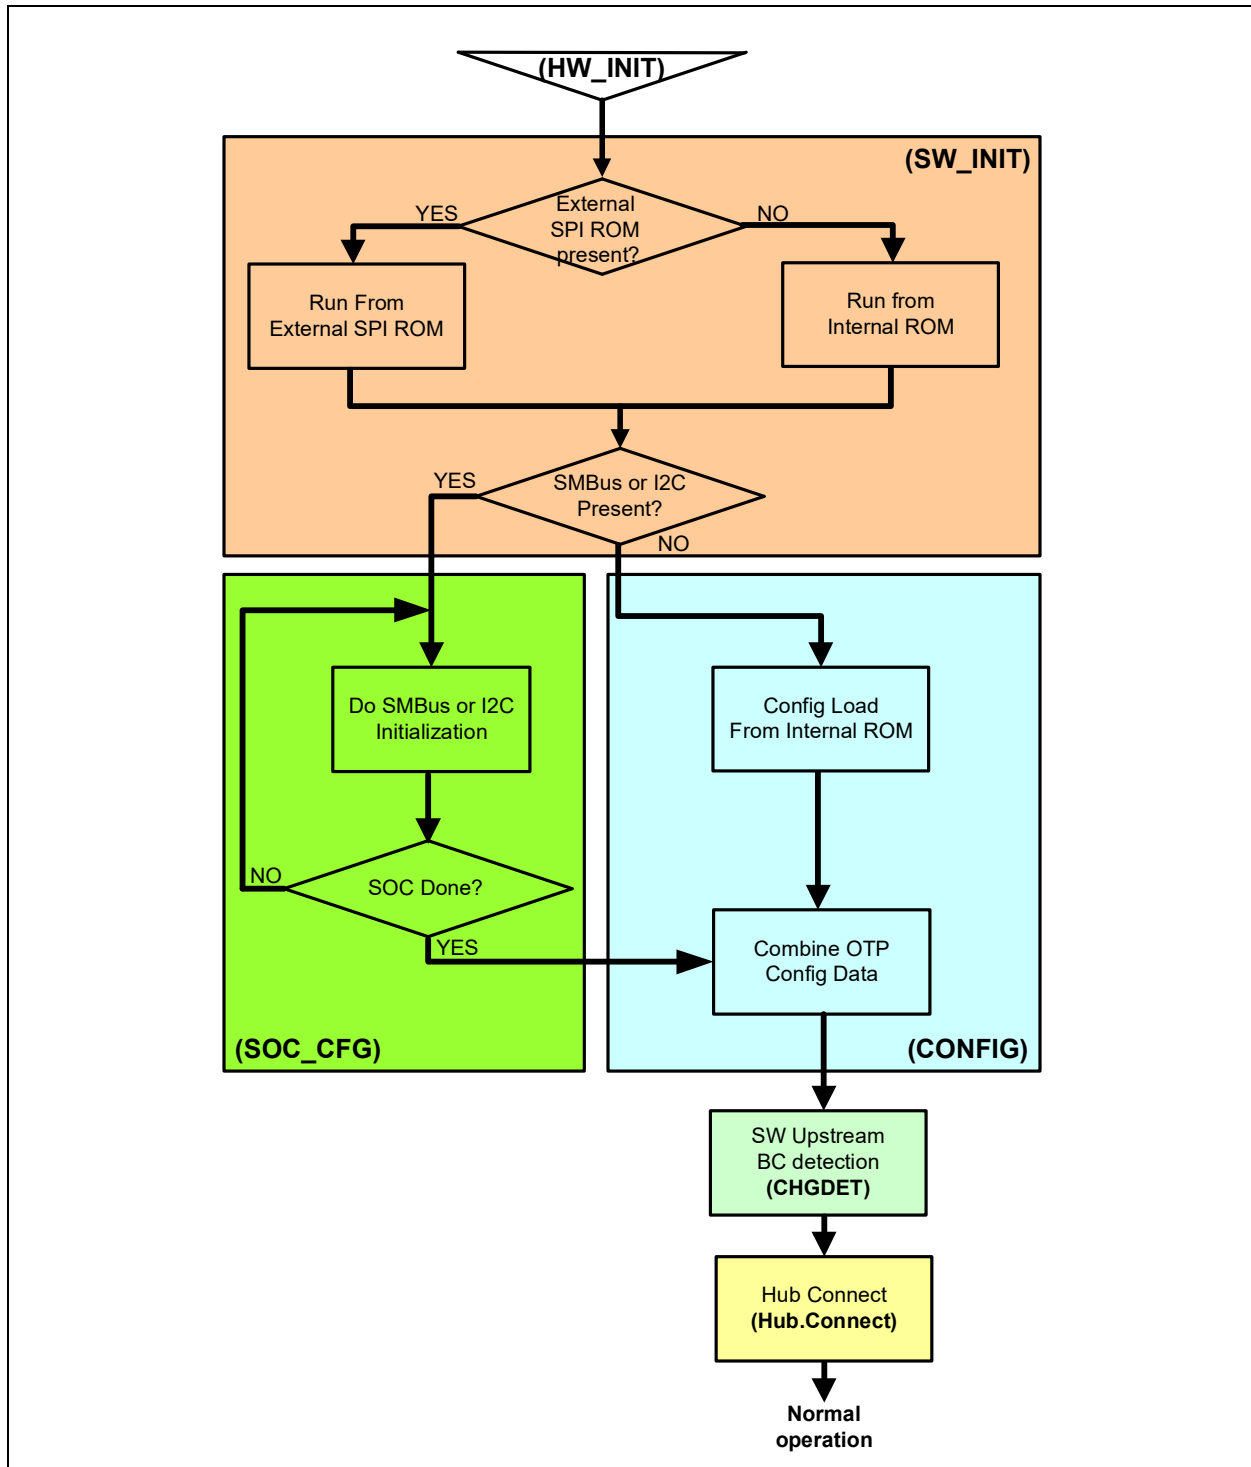 (HW_INIT)
(SW_INIT)
External
SPI ROM
present?
YES
NO
Run From
External SPI ROM
Run from
Internal ROM
SMBus or I2C
Present?
YES
NO
Do SMBus or I2C
Initialization
Config Load
From Internal ROM
SOC Done?
NO
YES
Combine OTP
Config Data
(SOC_CFG)
(CONFIG)
SW Upstream
BC detection
(CHGDET)
Hub Connect
(Hub.Connect)
Normal
operation